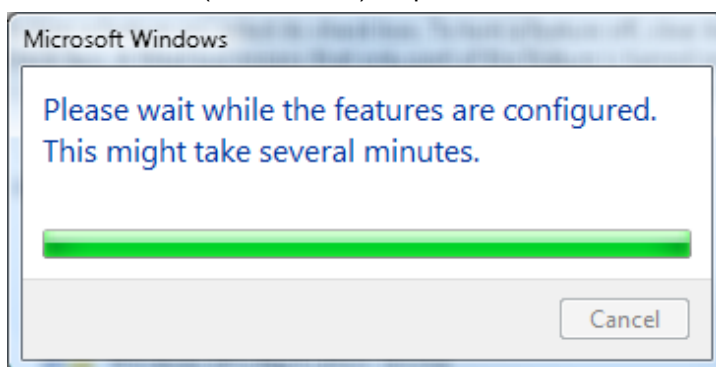 Microsoft Windows
Please wait while the features are configured.
This might take several minutes.
Cancel